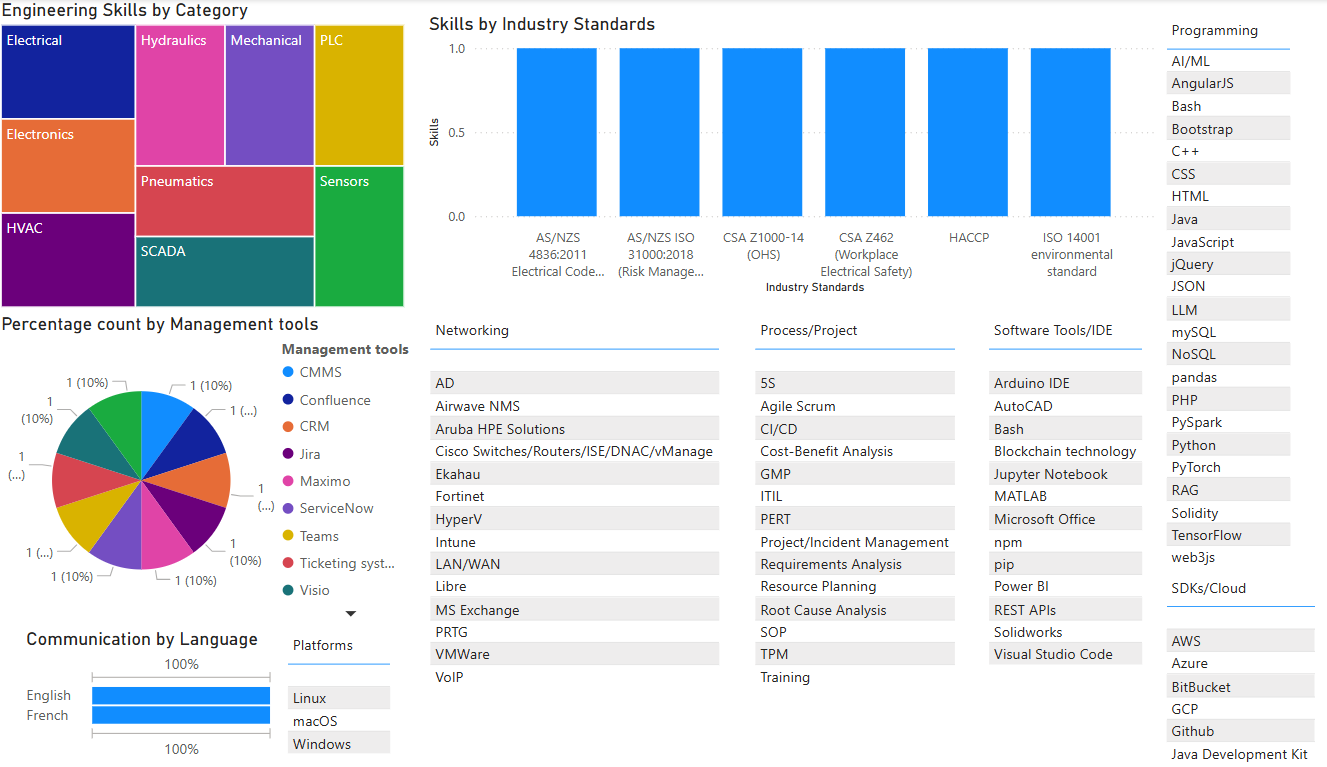 Engineering Skills by Category
Electrical
Hydraulics
Mechanical
PLC
Electronics
Pneumatics
Sensors
HVAC
SCADA
Skills by Industry Standards
Skills
1.0
0.5
0.0
AS/NZS
4836:2011
Electrical Code...
AS/NZS ISO
31000:2018
(Risk Manage...
CSA Z1000-14
(OHS)
CSA Z462
(Workplace
Electrical Safety)
HACCP
ISO 14001
environmental
standard
Industry Standards
Percentage count by Management tools
1 (10%)
1 (...)
1
(...)
1
(10%)
1 (10%)
1 (10%)
1 (...)
1
(...)
1
(10%)
1 (10%)
Management tools
CMMS
Confluence
CRM
Jira
Maximo
ServiceNow
Teams
Ticketing syst...
Visio
Communication by Language
100%
English
French
100%
Platforms
Linux
macOS
Windows
Networking
AD
Airwave NMS
Aruba HPE Solutions
Cisco Switches/Routers/ISE/DNAC/vManage
Ekahau
Fortinet
HyperV
Intune
LAN/WAN
Libre
MS Exchange
PRTG
VMWare
VoIP
Process/Project
5S
Agile Scrum
CI/CD
Cost-Benefit Analysis
GMP
ITIL
PERT
Project/Incident Management
Requirements Analysis
Resource Planning
Root Cause Analysis
SOP
TPM
Training
Software Tools/IDE
Arduino IDE
AutoCAD
Bash
Blockchain technology
Jupyter Notebook
MATLAB
Microsoft Office
npm
pip
Power BI
REST APIs
Solidworks
Visual Studio Code
Programming
AI/ML
AngularJS
Bash
Bootstrap
C++
CSS
HTML
Java
JavaScript
jQuery
JSON
LLM
mySQL
NoSQL
pandas
PHP
PySpark
Python
PyTorch
RAG
Solidity
TensorFlow
web3js
SDKs/Cloud
AWS
Azure
BitBucket
GCP
Github
Java Development Kit